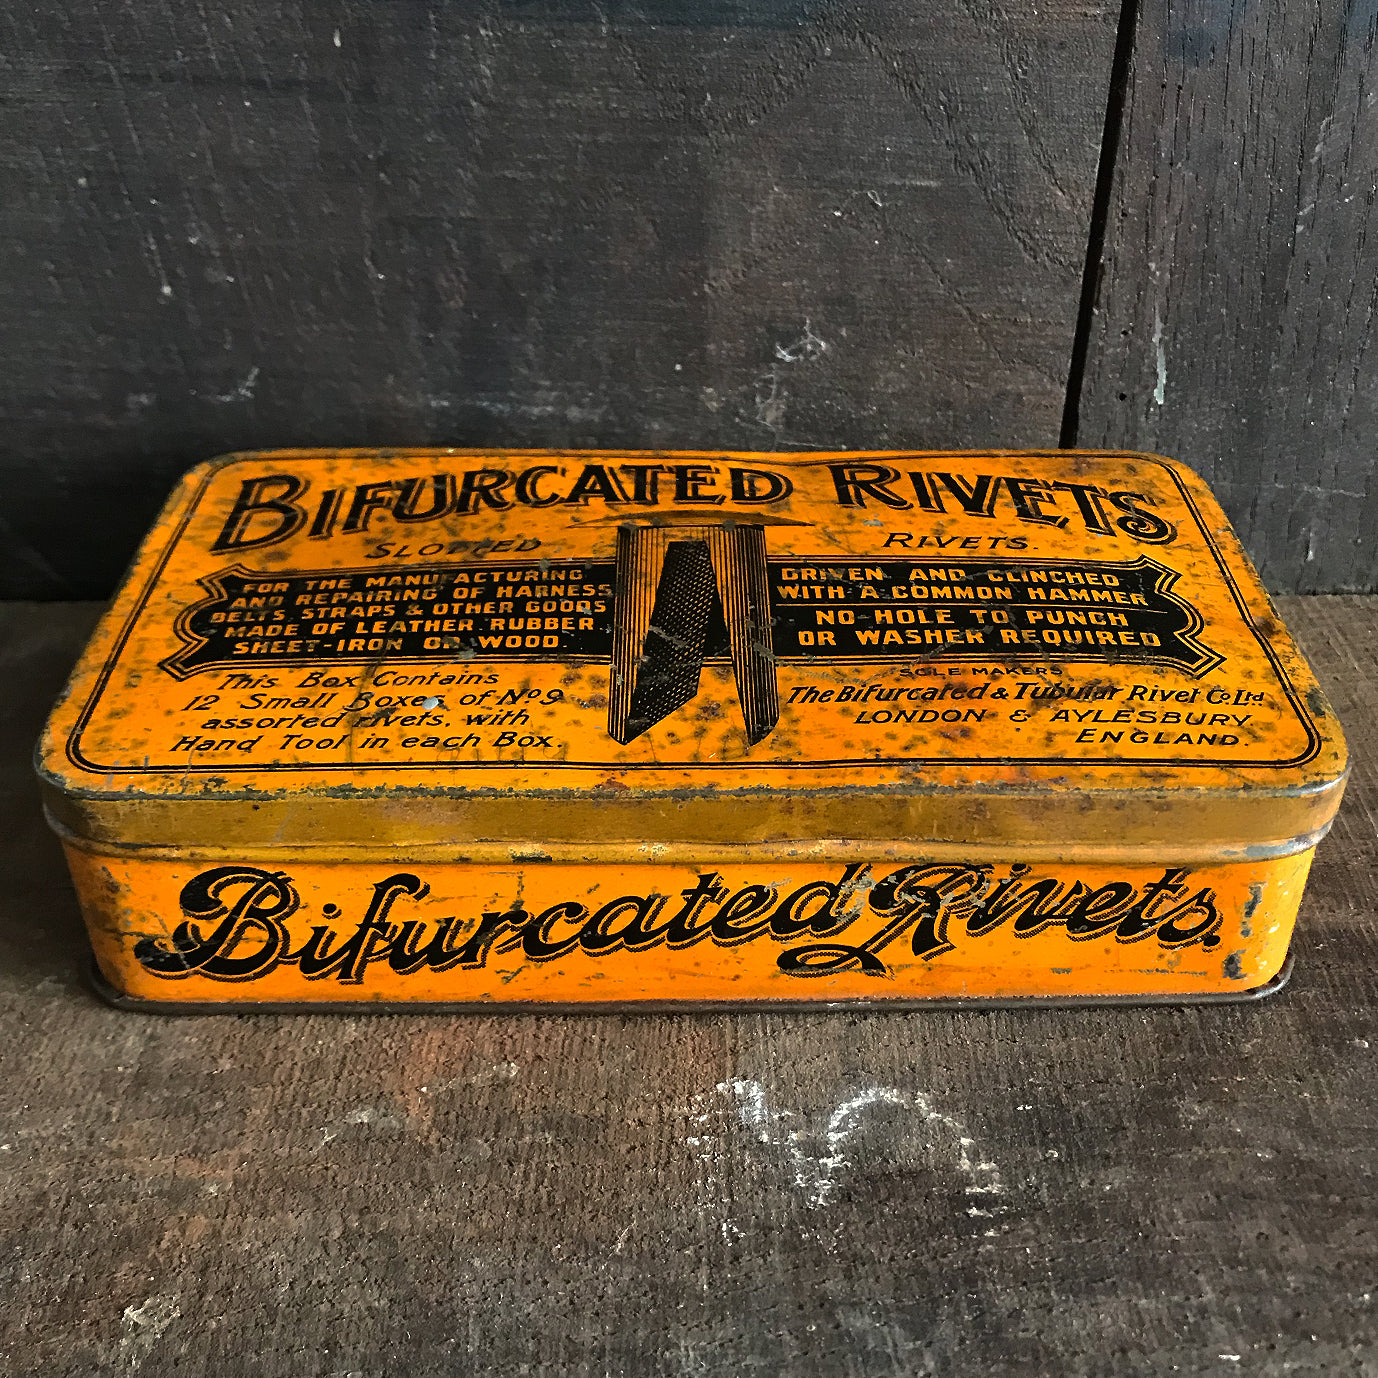 BIFURCATED RIVETS
SLOTTED RIVETS.
FOR THE MANUFACTURING
AND REPAIRING OF HARNESS
BELTS, STRAPS & OTHER GOODS
MADE OF LEATHER, RUBBER
SHEET-IRON OR WOOD.
DRIVEN AND CLINCHED
WITH A COMMON HAMMER
NO HOLE TO PUNCH
OR WASHER REQUIRED
This Box Contains
12 Small Boxes of No 9
assorted rivets, with
Hand Tool in each Box.
SOLE MAKERS
The Bifurcated & Tubular Rivet Co. Ltd.
LONDON & AYLESBURY
ENGLAND.
Bifurcated Rivets.